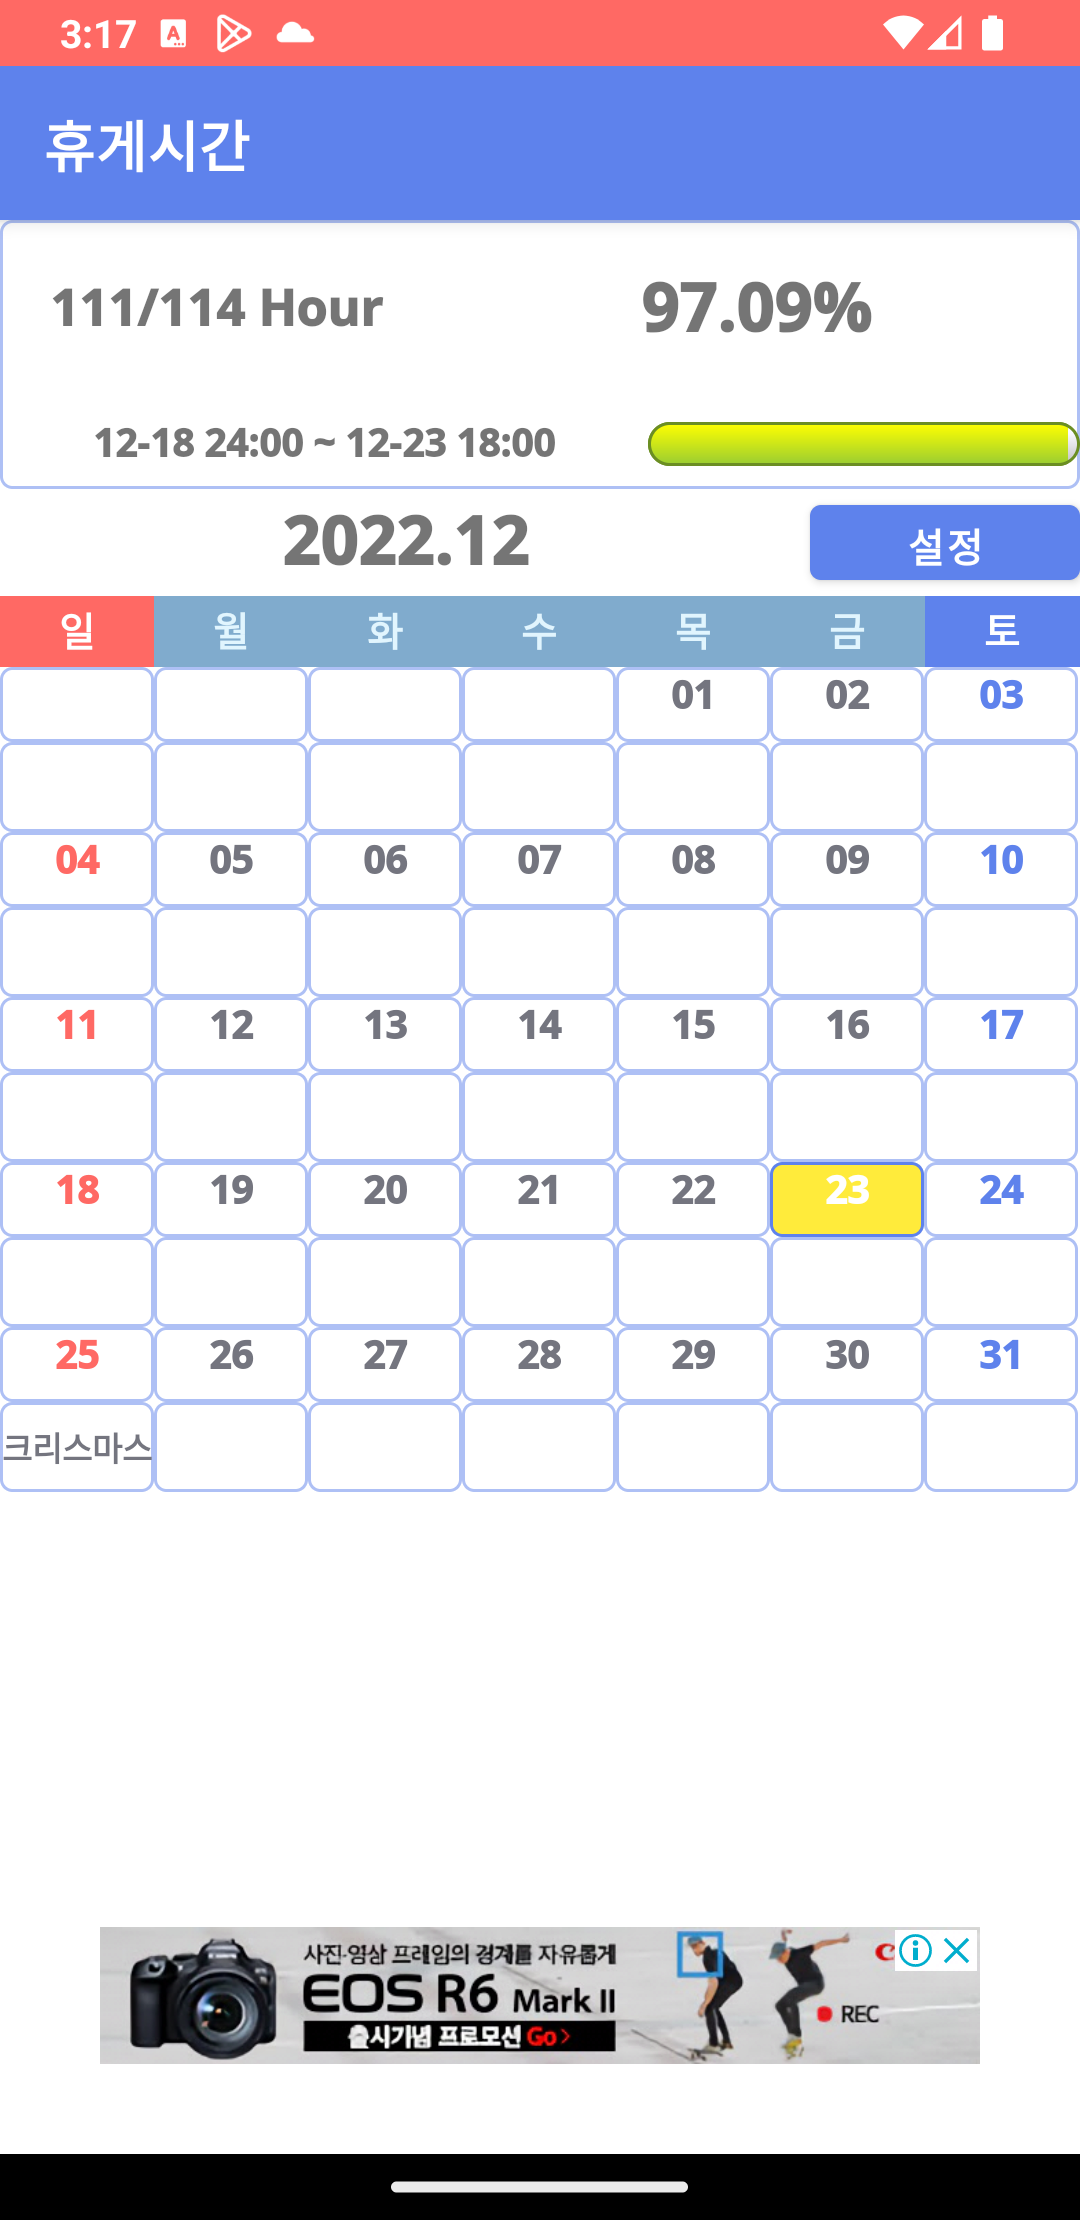 3:17
휴게시간
111/114 Hour
97.09%
12-18 24:00 ~ 12-23 18:00
2022.12
설정
일 월 화 수 목 금 토
01 02 03
04 05 06 07 08 09 10
11 12 13 14 15 16 17
18 19 20 21 22 23 24
25 26 27 28 29 30 31
크리스마스
사진·영상 프레임의 경계를 자유롭게
EOS R6 Mark II
출시기념 프로모션 Go >
REC